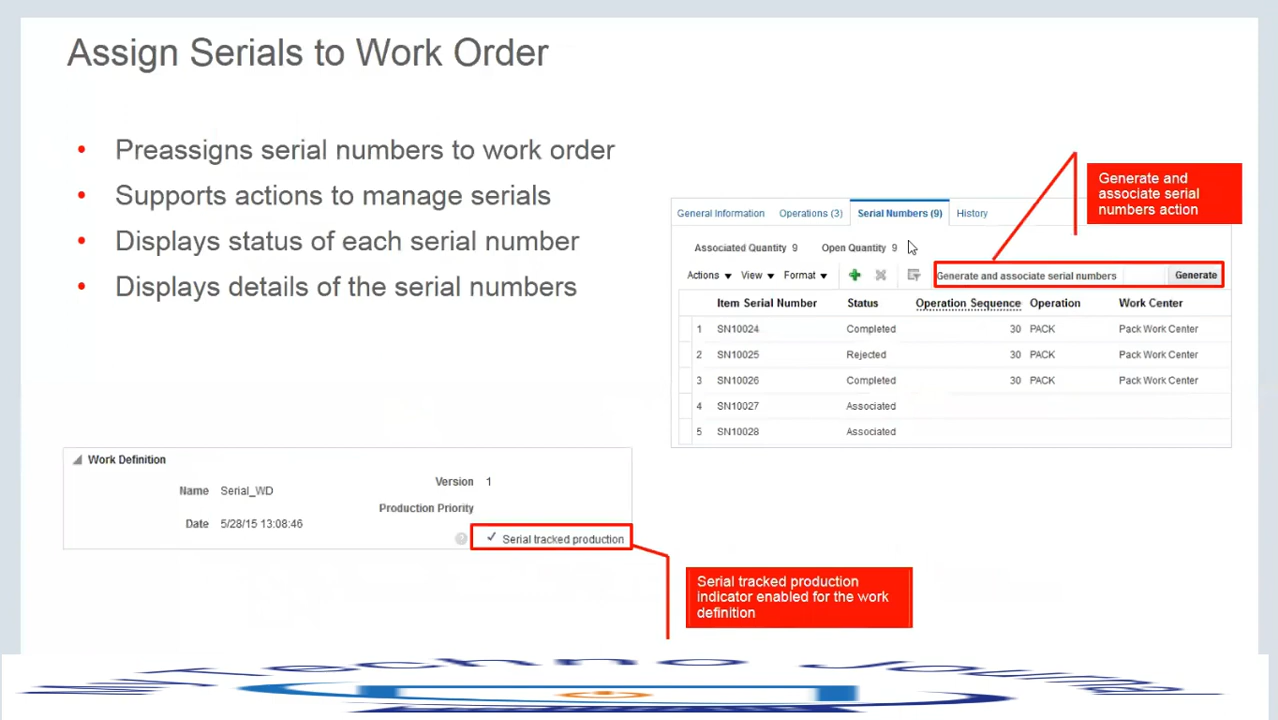 Assign Serials to Work Order
• Preassigns serial numbers to work order
• Supports actions to manage serials
• Displays status of each serial number
• Displays details of the serial numbers
Generate and
associate serial
numbers action
General Information Operations (3) Serial Numbers (9) History
Associated Quantity 9 Open Quantity 9
Actions View Format Generate and associate serial numbers Generate
Item Serial Number Status Operation Sequence Operation Work Center
1 SN10024 Completed 30 PACK Pack Work Center
2 SN10025 Rejected 30 PACK Pack Work Center
3 SN10026 Completed 30 PACK Pack Work Center
4 SN10027 Associated
5 SN10028 Associated
Work Definition
Name Serial_WD
Date 5/28/15 13:08:46
Version 1
Production Priority
Serial tracked production
Serial tracked production
indicator enabled for the work
definition